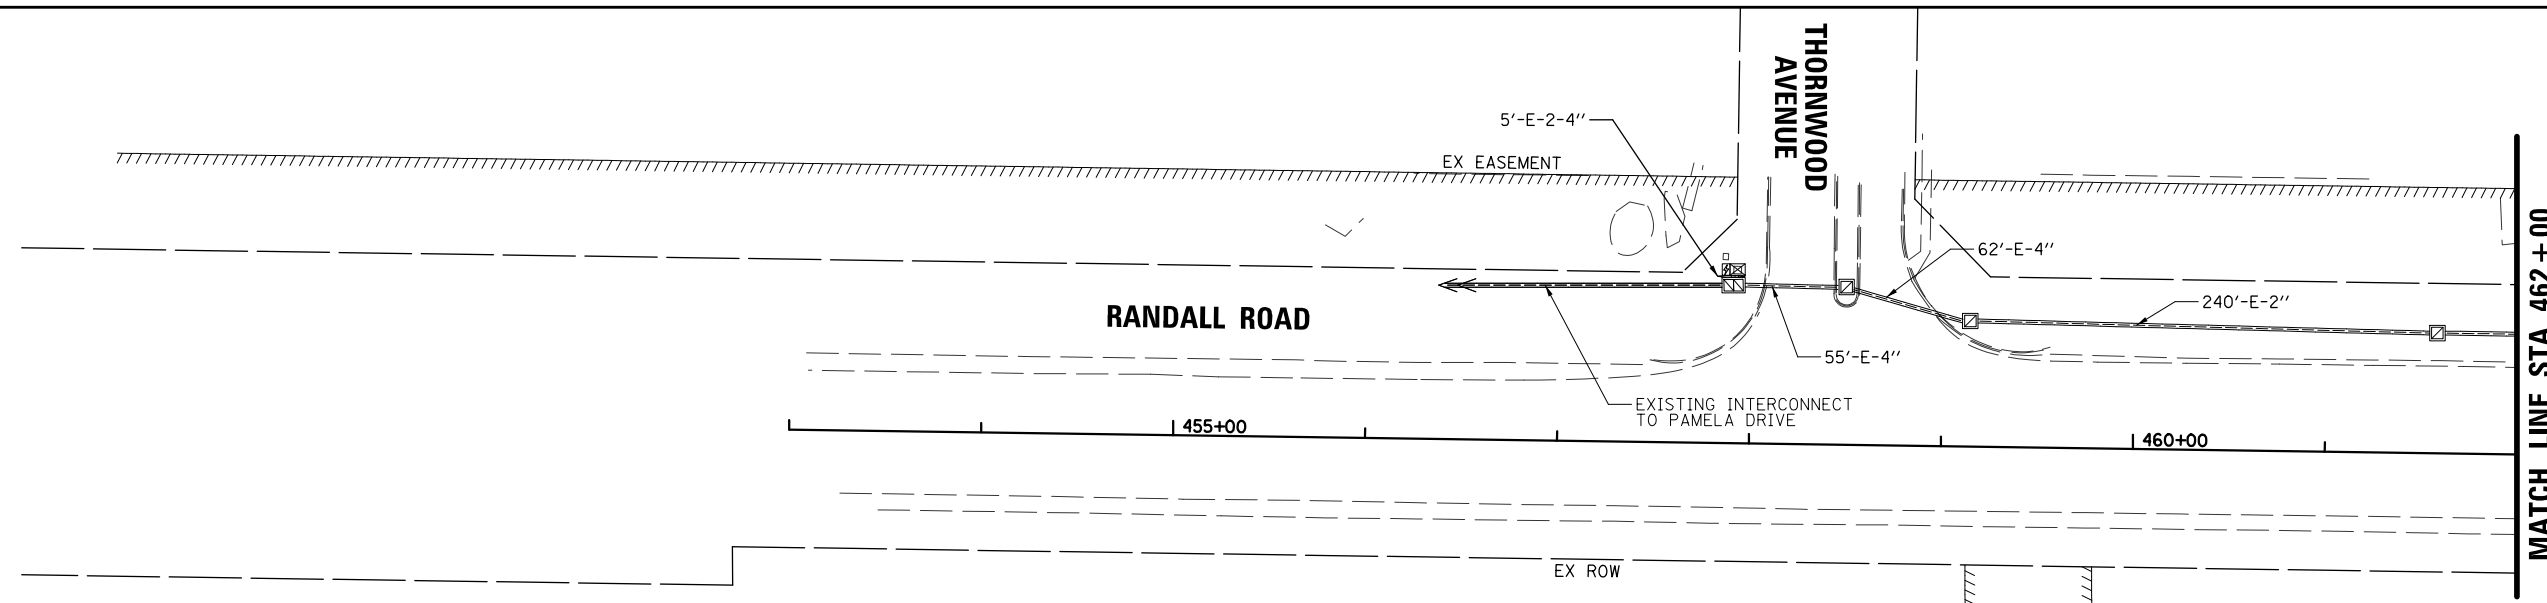 THORNWOOD
AVENUE
5'-E-2-4''
EX EASEMENT
62'-E-4''
240'-E-2''
RANDALL ROAD
55'-E-4''
EXISTING INTERCONNECT
TO PAMELA DRIVE
455+00
460+00
EX ROW
MATCH LINE STA 462+00